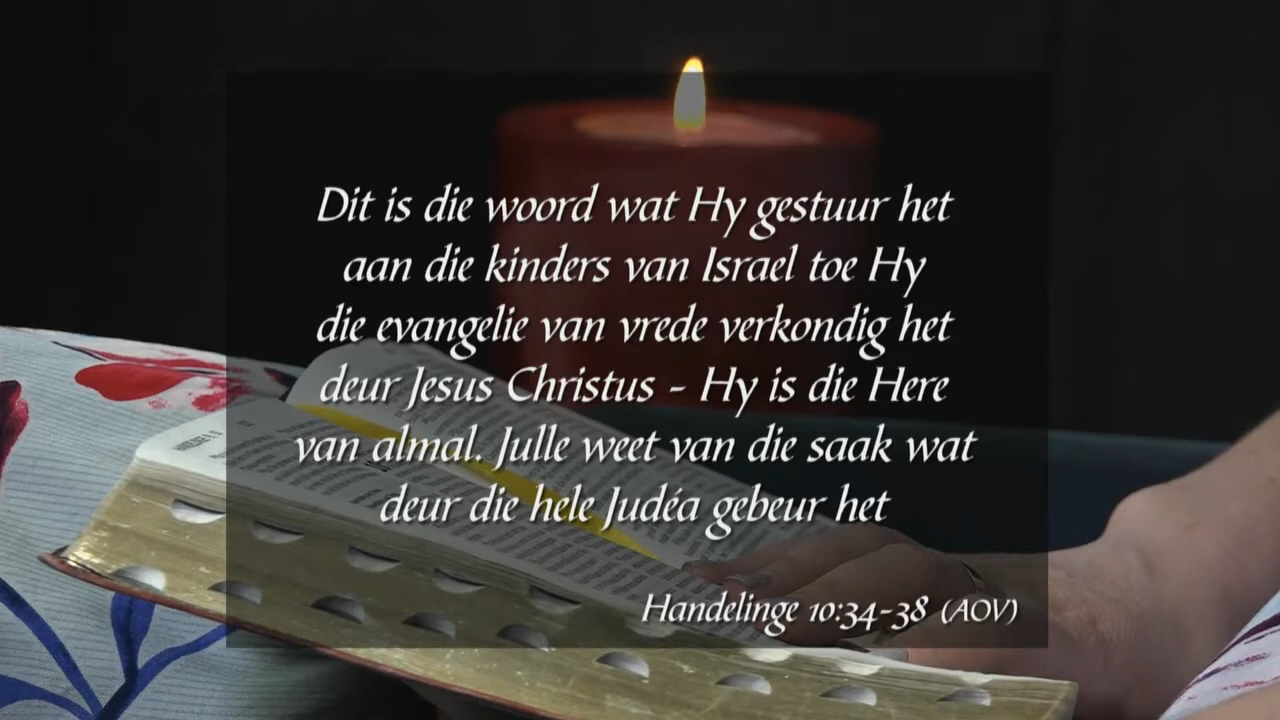 Dit is die woord wat Hy gestuur het
aan die kinders van Israel toe Hy
die evangelie van vrede verkondig het
deur Jesus Christus - Hy is die Here
van almal. Julle weet van die saak wat
deur die hele Judéa gebeur het
Handelinge 10:34-38 (AOV)